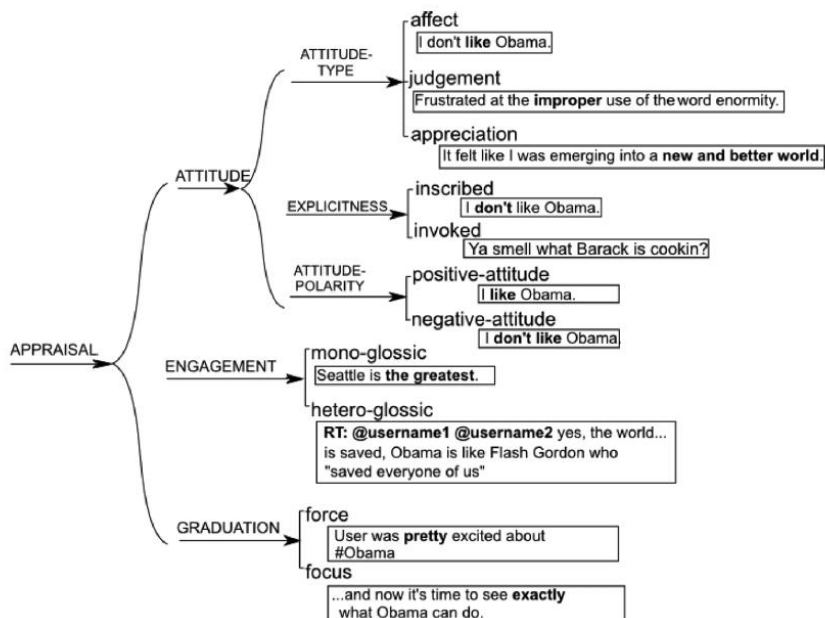 affect
I don't like Obama.
ATTITUDE-
TYPE
judgement
Frustrated at the improper use of the word enormity.
appreciation
It felt like I was emerging into a new and better world.
ATTITUDE
inscribed
I don't like Obama.
EXPLICITNESS
invoked
Ya smell what Barack is cookin?
ATTITUDE-
POLARITY
positive-attitude
I like Obama.
negative-attitude
I don't like Obama
APPRAISAL
mono-glossic
ENGAGEMENT
Seattle is the greatest.
hetero-glossic
RT: @username1 @username2 yes, the world...
is saved, Obama is like Flash Gordon who
"saved everyone of us"
force
GRADUATION
User was pretty excited about
#Obama
focus
...and now it's time to see exactly
what Obama can do.